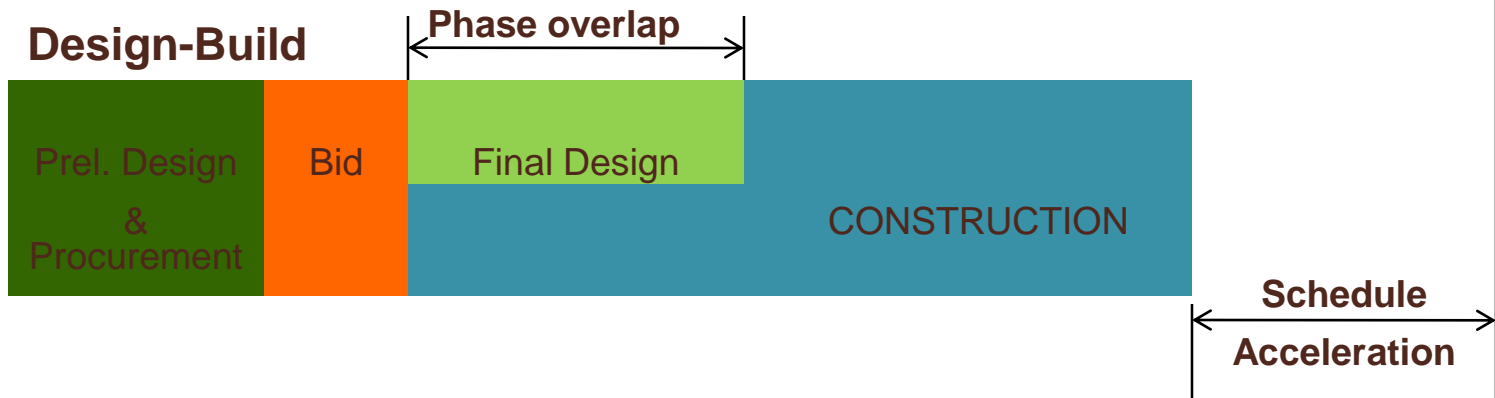 Phase overlap
Design-Build
Prel. Design
&
Procurement
Bid
Final Design
CONSTRUCTION
Schedule
Acceleration